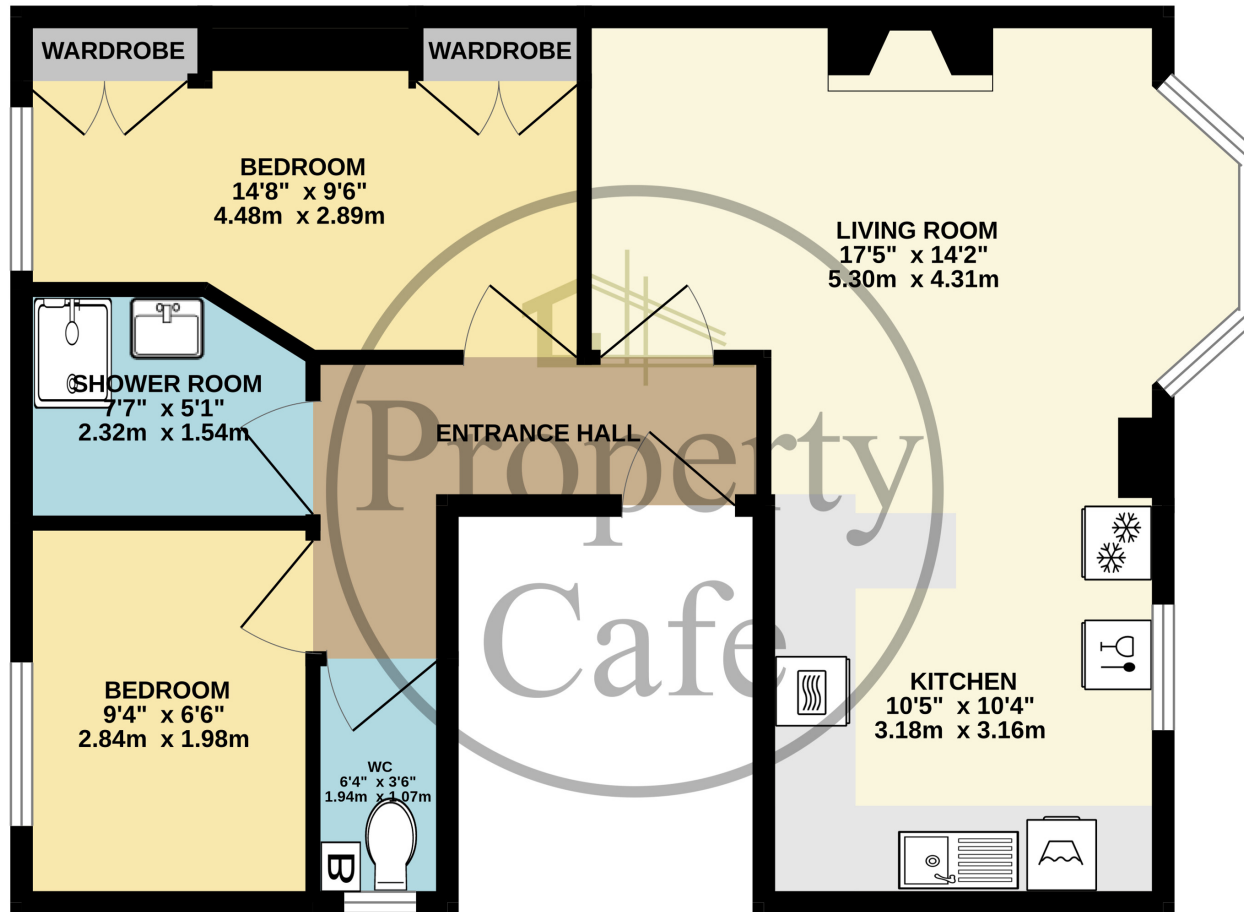 WARDROBE
WARDROBE
BEDROOM
14'8" x 9'6"
4.48m x 2.89m
LIVING ROOM
17'5" x 14'2"
5.30m x 4.31m
SHOWER ROOM
7'7" x 5'1"
2.32m x 1.54m
ENTRANCE HALL
Property
Cafe
BEDROOM
9'4" x 6'6"
2.84m x 1.98m
KITCHEN
10'5" x 10'4"
3.18m x 3.16m
WC
6'4" x 3'6"
1.94m x 1.07m
B